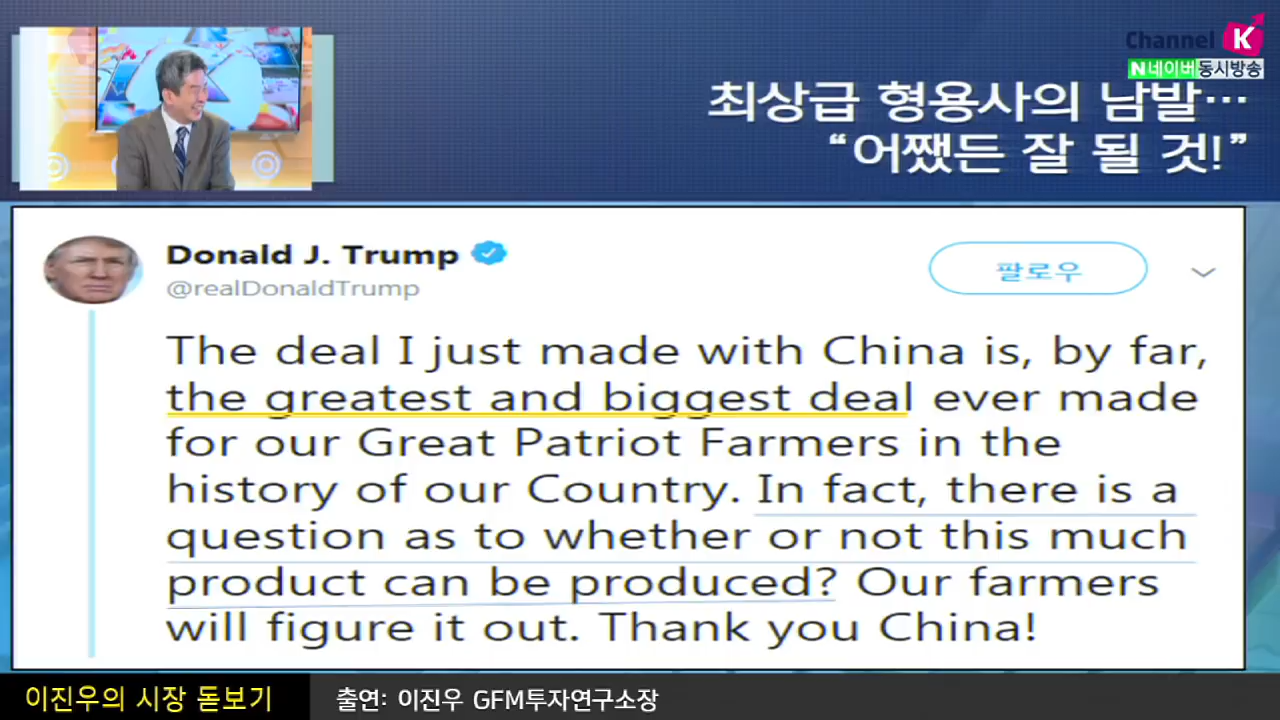 Channel K
N네이버 동시방송
최상급 형용사의 남발…
“어쨌든 잘 될 것!”
Donald J. Trump
@realDonaldTrump
팔로우
The deal I just made with China is, by far,
the greatest and biggest deal ever made
for our Great Patriot Farmers in the
history of our Country. In fact, there is a
question as to whether or not this much
product can be produced? Our farmers
will figure it out. Thank you China!
이진우의 시장 돋보기
출연: 이진우 GFM투자연구소장